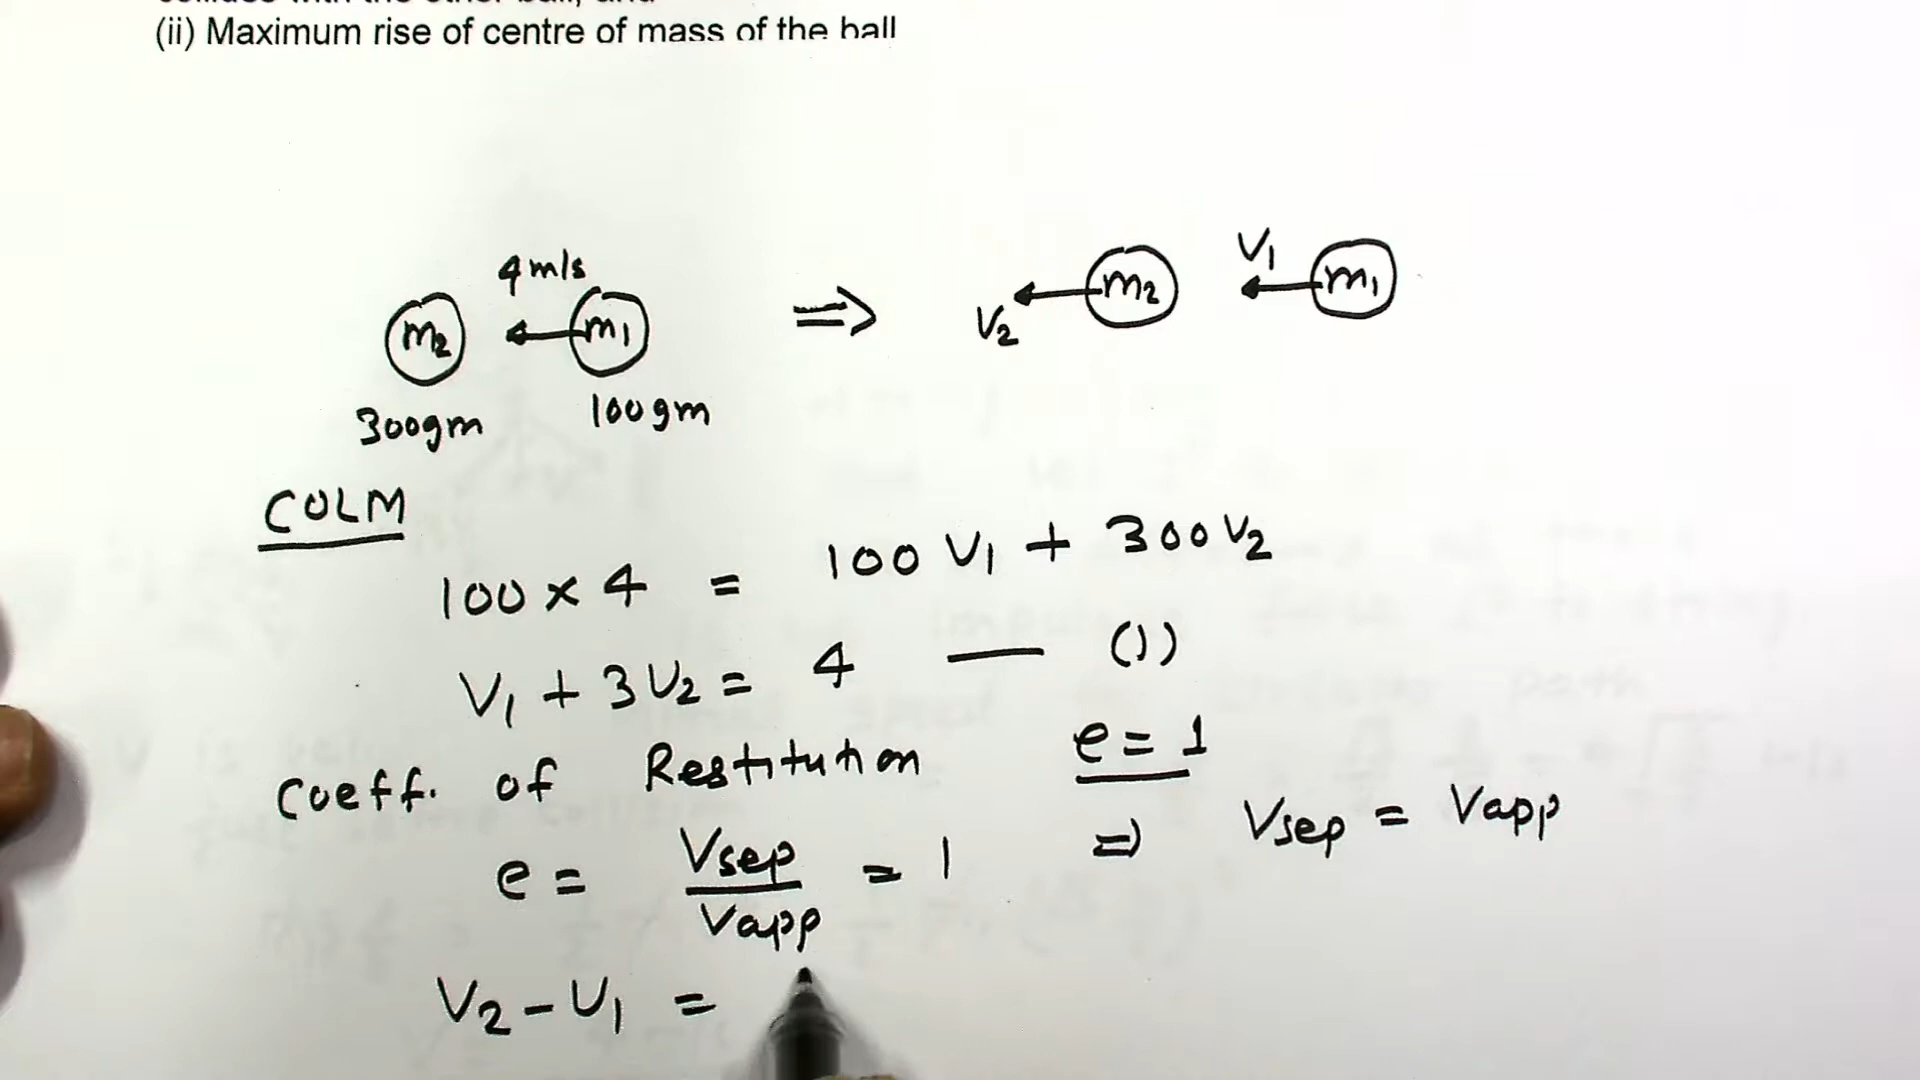 (ii) Maximum rise of centre of mass of the ball
4 m/s
m2 m1
300gm 100gm
⇒
V2 m2 V1 m1
COLM
100 × 4 = 100 V1 + 300 V2
V1 + 3V2 = 4 — (1)
Coeff. of Restitution e = 1
e = Vsep/Vapp = 1 ⇒ Vsep = Vapp
V2 - V1 =